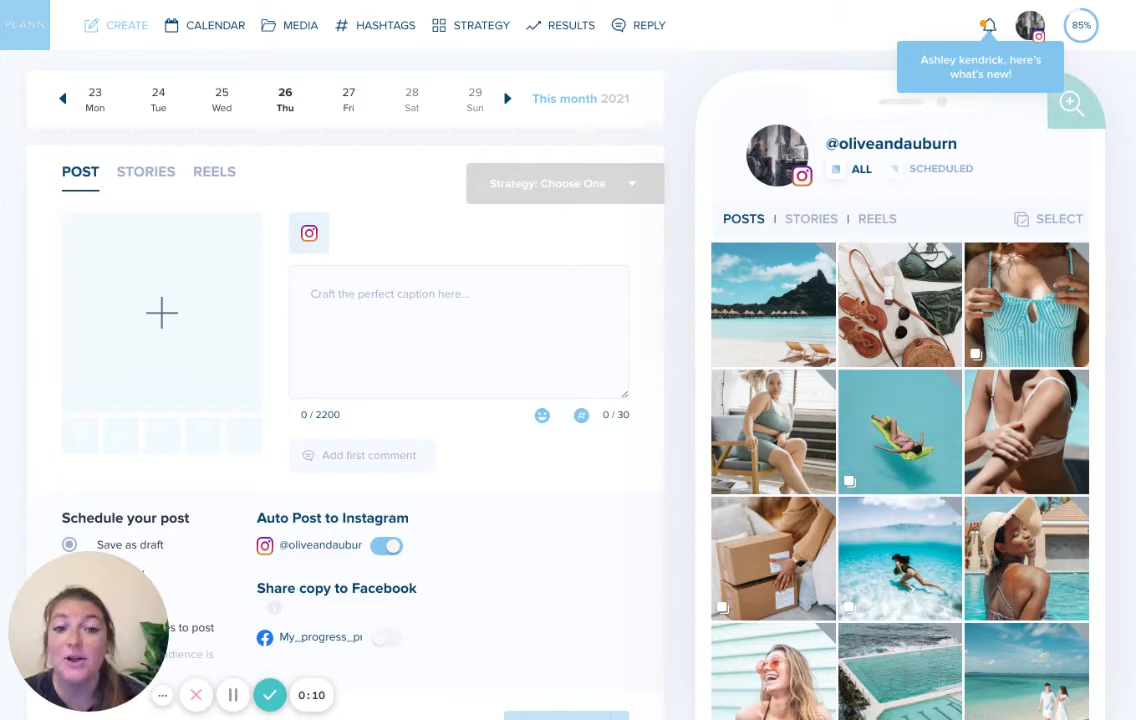 PLANN
CREATE CALENDAR MEDIA HASHTAGS STRATEGY RESULTS REPLY
85%
Ashley kendrick, here's
what's new!
23 24 25 26 27 28 29
Mon Tue Wed Thu Fri Sat Sun
This month 2021
POST STORIES REELS
Strategy: Choose One
Craft the perfect caption here...
0 / 2200
0 / 30
Add first comment
Schedule your post
Save as draft
es to post
dience is
Auto Post to Instagram
@oliveandaubur
Share copy to Facebook
My_progress_pi
0:10
@oliveandauburn
ALL SCHEDULED
POSTS I STORIES I REELS
SELECT